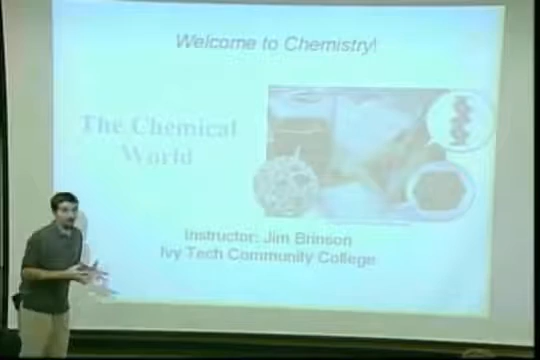 Welcome to Chemistry!
The Chemical
World
Instructor: Jim Brinson
Ivy Tech Community College